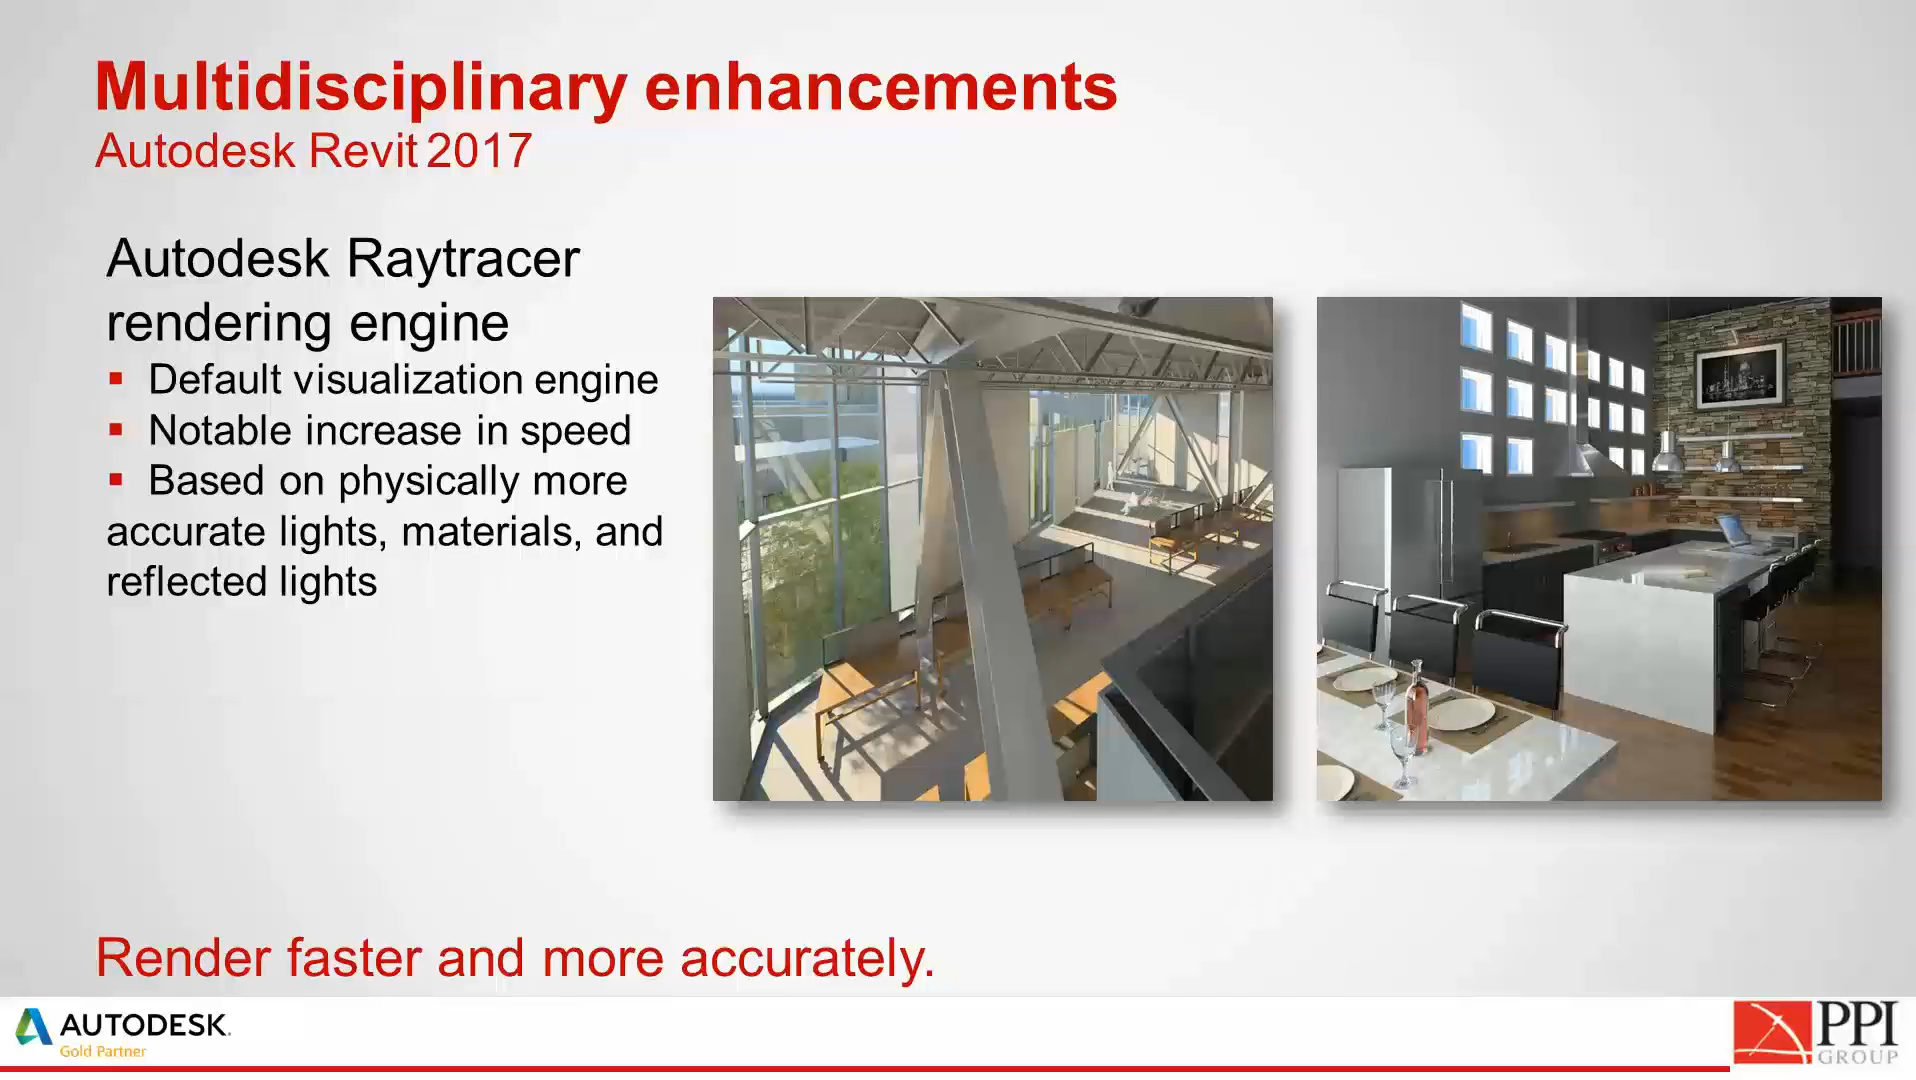 Multidisciplinary enhancements
Autodesk Revit 2017
Autodesk Raytracer
rendering engine
▪ Default visualization engine
▪ Notable increase in speed
▪ Based on physically more
accurate lights, materials, and
reflected lights
Render faster and more accurately.
AUTODESK.
Gold Partner
PPI
GROUP